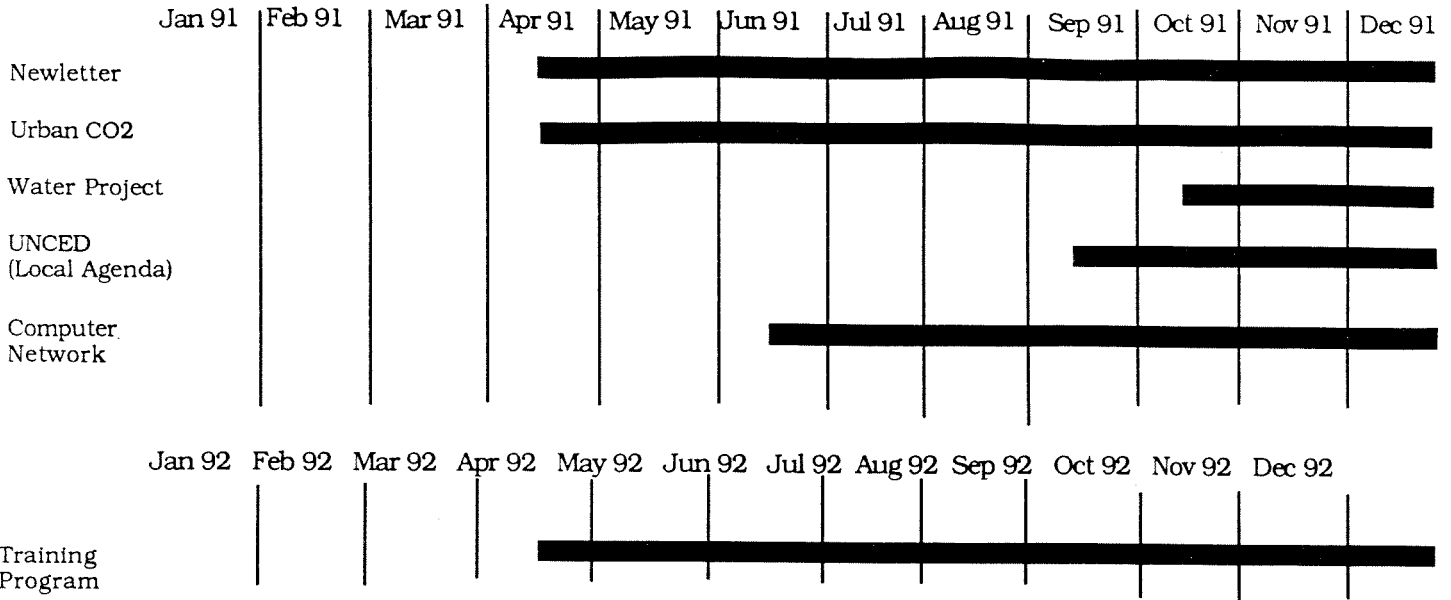 Jan 91 Feb 91 Mar 91 Apr 91 May 91 Jun 91 Jul 91 Aug 91 Sep 91 Oct 91 Nov 91 Dec 91
Newletter
Urban CO2
Water Project
UNCED
(Local Agenda)
Computer
Network
Jan 92 Feb 92 Mar 92 Apr 92 May 92 Jun 92 Jul 92 Aug 92 Sep 92 Oct 92 Nov 92 Dec 92
Training
Program